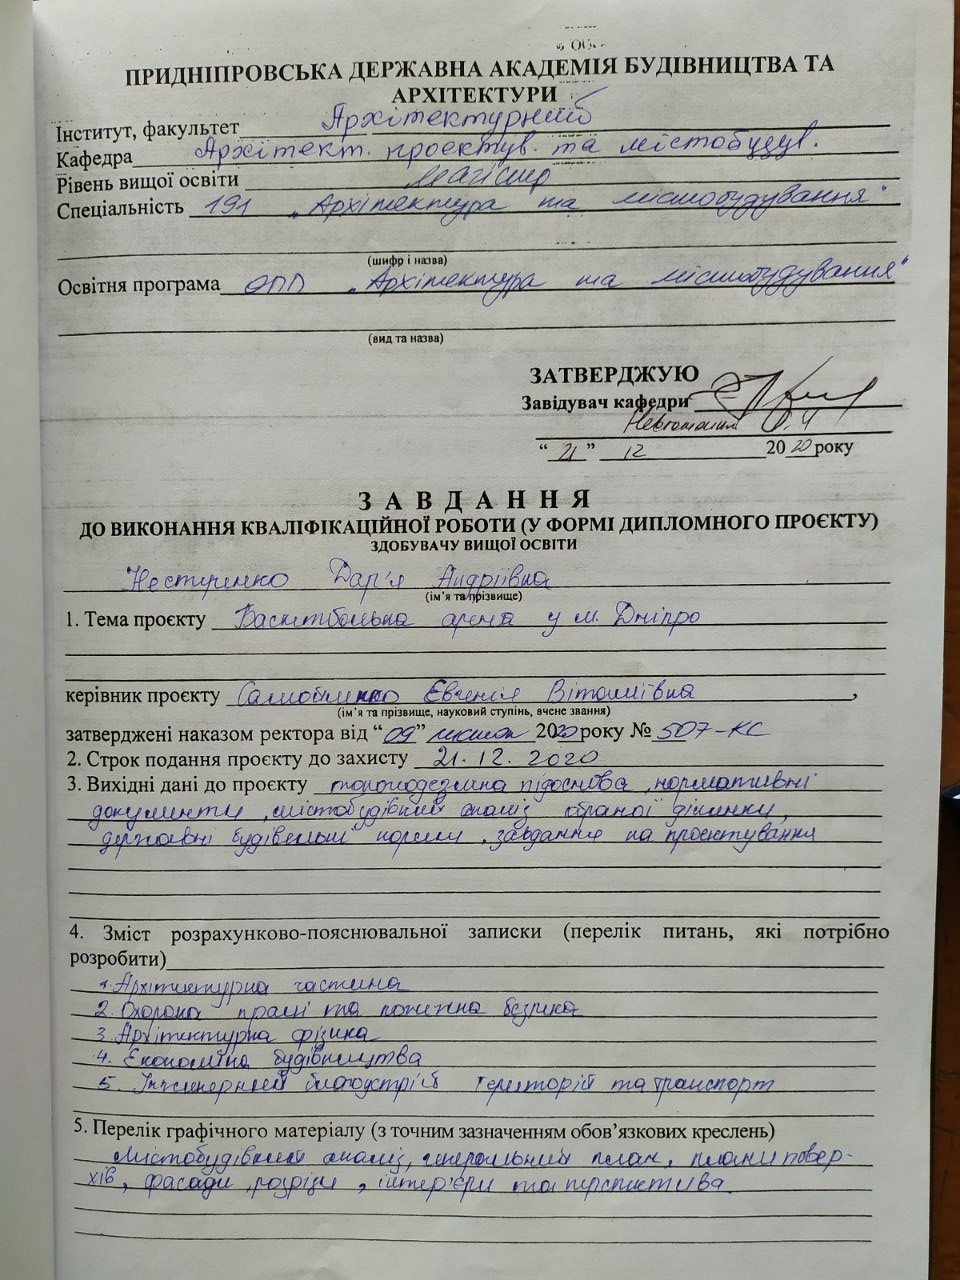 ПРИДНІПРОВСЬКА ДЕРЖАВНА АКАДЕМІЯ БУДІВНИЦТВА ТА
АРХІТЕКТУРИ
Інститут, факультет Архітектурний
Кафедра Архітект. проектув. та містобудув.
Рівень вищої освіти Магістр
Спеціальність 191 „Архітектура та містобудування"
(шифр і назва)
Освітня програма ОПП „Архітектура та містобудування"
(вид та назва)
ЗАТВЕРДЖУЮ
Завідувач кафедри
"21" 12 2020 року
ЗАВДАННЯ
ДО ВИКОНАННЯ КВАЛІФІКАЦІЙНОЇ РОБОТИ (У ФОРМІ ДИПЛОМНОГО ПРОЄКТУ)
ЗДОБУВАЧУ ВИЩОЇ ОСВІТИ
Нестеренко Дар'я Андріївна
(ім'я та прізвище)
1. Тема проєкту Баскетбольна арена у м. Дніпро
керівник проєкту Євгенія Віталіївна ,
(ім'я та прізвище, науковий ступінь, вчене звання)
затверджені наказом ректора від "09" 2020 року № 507-КС
2. Строк подання проєкту до захисту 21.12.2020
3. Вихідні дані до проєкту топогеодезична підоснова, нормативні
документи, містобудівний аналіз обраної ділянки,
державні будівельні норми, завдання на проєктування
4. Зміст розрахунково-пояснювальної записки (перелік питань, які потрібно
розробити)
1. Архітектурна частина
2. Охорона праці та пожежна безпека
3. Архітектурна фізика
4. Економіка будівництва
5. Інженерний благоустрій територій та транспорт
5. Перелік графічного матеріалу (з точним зазначенням обов'язкових креслень)
містобудівний аналіз, генеральний план, плани повер-
хів, фасади, розрізи, інтер'єри та перспектива.